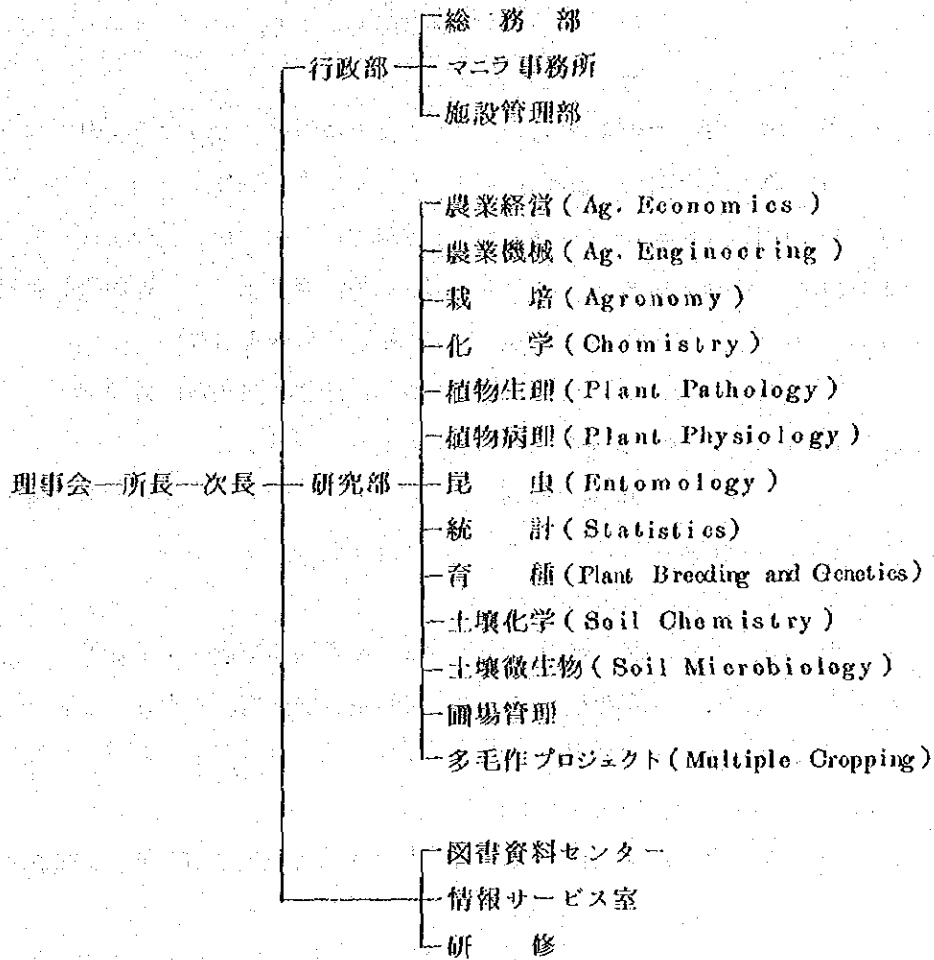 総務部
行政部 マニラ事務所
施設管理部
農業経営 ( Ag. Economics )
農業機械 ( Ag. Engineering )
栽培 ( Agronomy )
化学 ( Chemistry )
植物生理 ( Plant Pathology )
植物病理 ( Plant Physiology )
理事会 所長 次長 研究部 昆虫 ( Entomology )
統計 ( Statistics )
育種 ( Plant Breeding and Genetics )
土壌化学 ( Soil Chemistry )
土壌微生物 ( Soil Microbiology )
圃場管理
多毛作プロジェクト ( Multiple Cropping )
図書資料センター
情報サービス室
研修